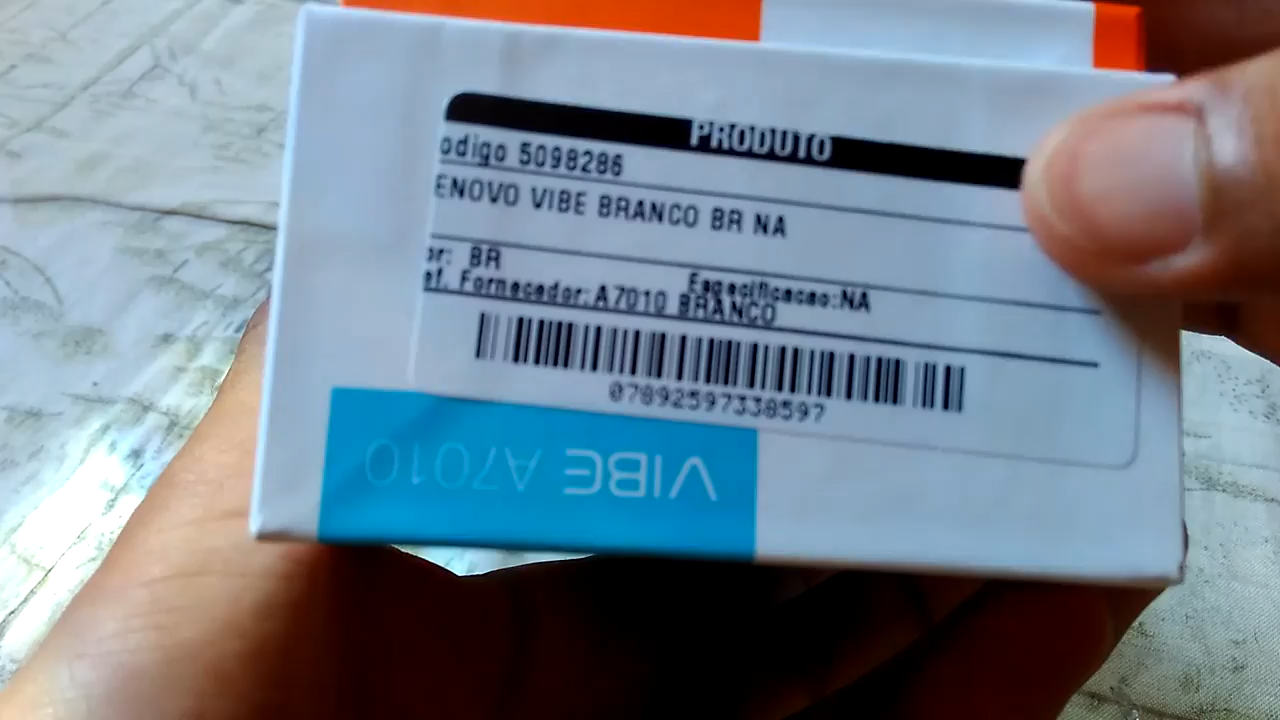 PRODUTO
odigo 5098286
ENOVO VIBE BRANCO BR NA
or: BR
Especificacao:NA
ef. Fornecedor:A7010 BRANCO
07892597338597
VIBE A7010